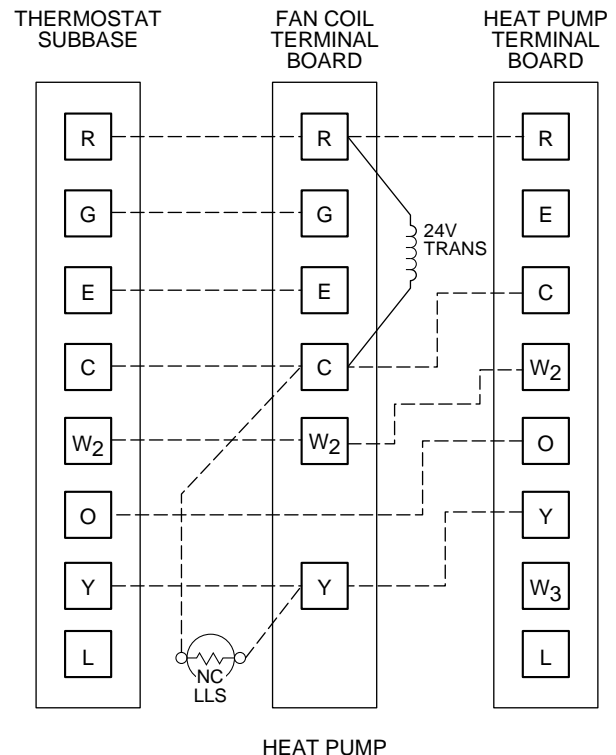 THERMOSTAT
SUBBASE
FAN COIL
TERMINAL
BOARD
HEAT PUMP
TERMINAL
BOARD
R
G
E
C
W2
O
Y
L
R
G
E
C
W2
Y
24V
TRANS
NC
LLS
R
E
C
W2
O
Y
W3
L
HEAT PUMP